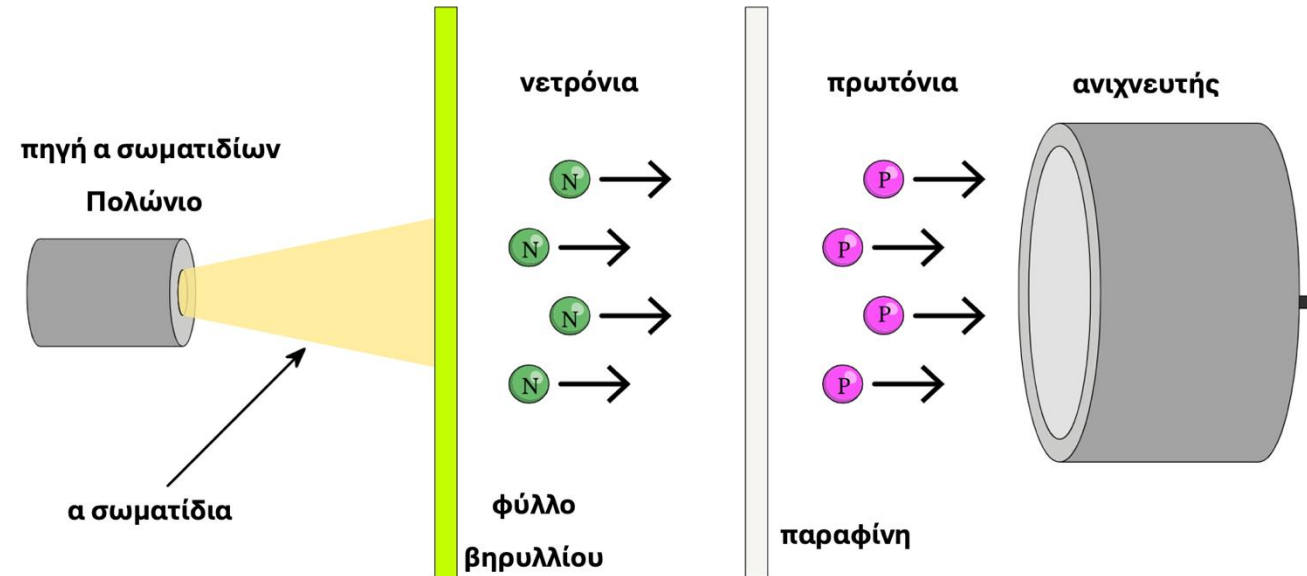 πηγή α σωματιδίων
Πολώνιο
α σωματίδια
νετρόνια
N
N
N
N
φύλλο
βηρυλλίου
πρωτόνια
P
P
P
P
παραφίνη
ανιχνευτής